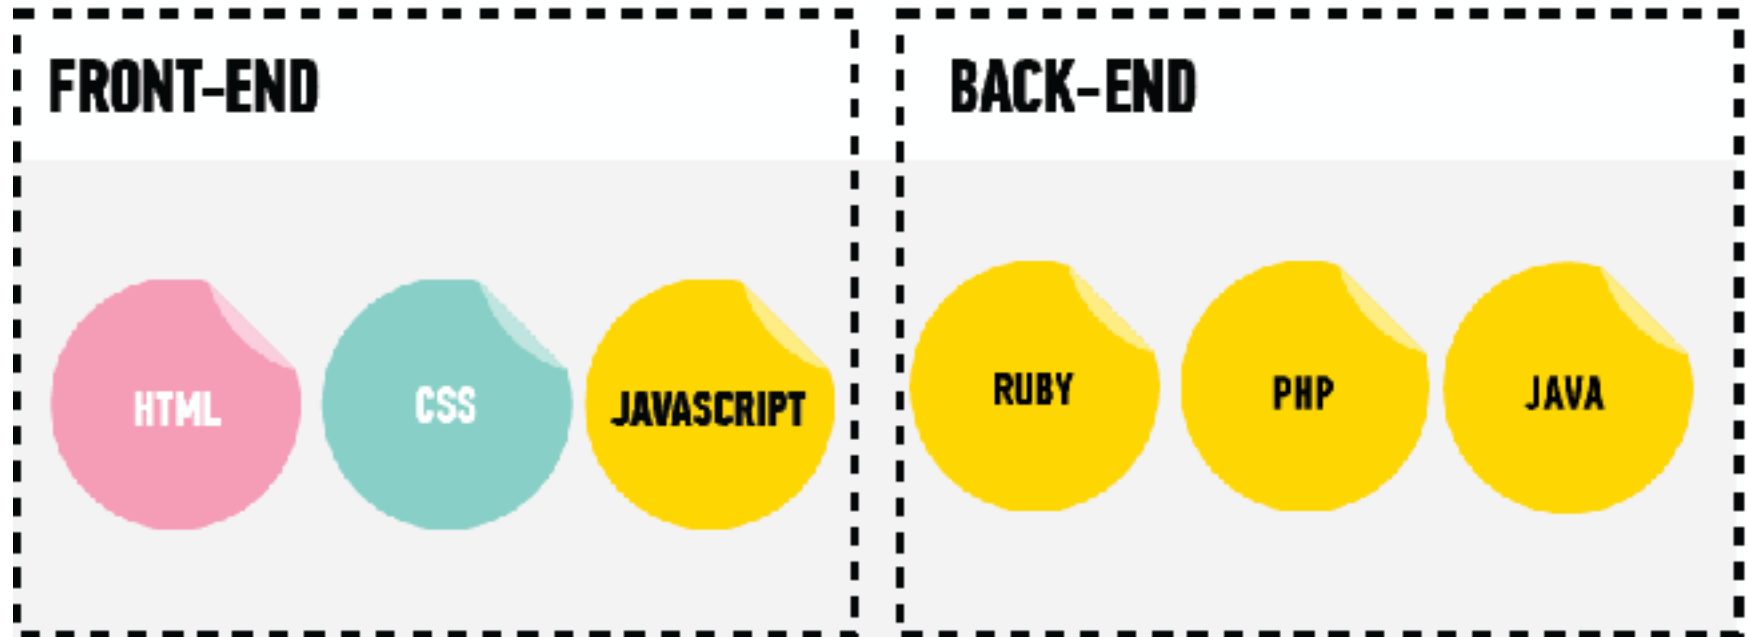 FRONT-END
HTML
CSS
JAVASCRIPT
BACK-END
RUBY
PHP
JAVA